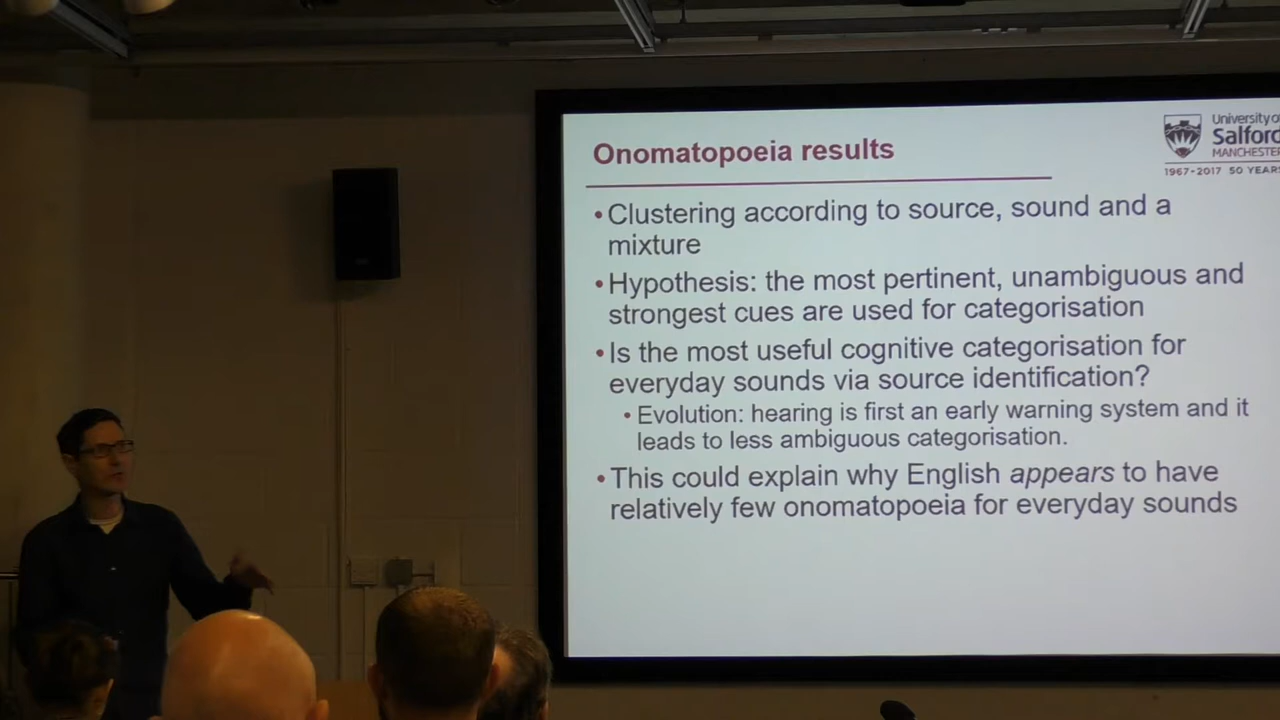 Onomatopoeia results
University of
Salford
MANCHESTER
1967-2017 50 YEARS
•Clustering according to source, sound and a
mixture
•Hypothesis: the most pertinent, unambiguous and
strongest cues are used for categorisation
•Is the most useful cognitive categorisation for
everyday sounds via source identification?
•Evolution: hearing is first an early warning system and it
leads to less ambiguous categorisation.
•This could explain why English appears to have
relatively few onomatopoeia for everyday sounds